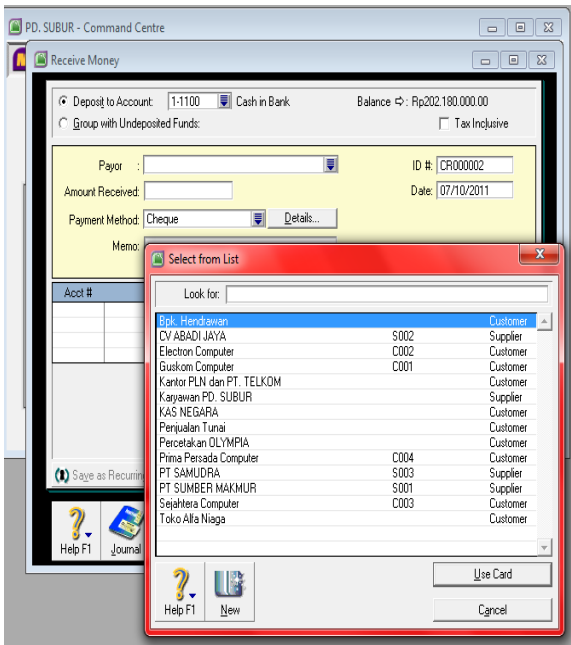 PD. SUBUR - Command Centre
Receive Money
Deposit to Account: 1-1100 Cash in Bank Balance ➪: Rp202.180.000.00
Group with Undeposited Funds: Tax Inclusive
Payor : ID #: CR000002
Amount Received: Date: 07/10/2011
Payment Method: Cheque Details...
Memo:
Acct #
Save as Recurrin
Help F1 Journal
Select from List
Look for:
Bpk. Hendrawan Customer
CV ABADI JAYA S002 Supplier
Electron Computer C002 Customer
Guskom Computer C001 Customer
Kantor PLN dan PT. TELKOM Customer
Karyawan PD. SUBUR Supplier
KAS NEGARA Customer
Penjualan Tunai Customer
Percetakan OLYMPIA Customer
Prima Persada Computer C004 Customer
PT SAMUDRA S003 Supplier
PT SUMBER MAKMUR S001 Supplier
Sejahtera Computer C003 Customer
Toko Alfa Niaga Customer
Use Card
Help F1 New Cancel